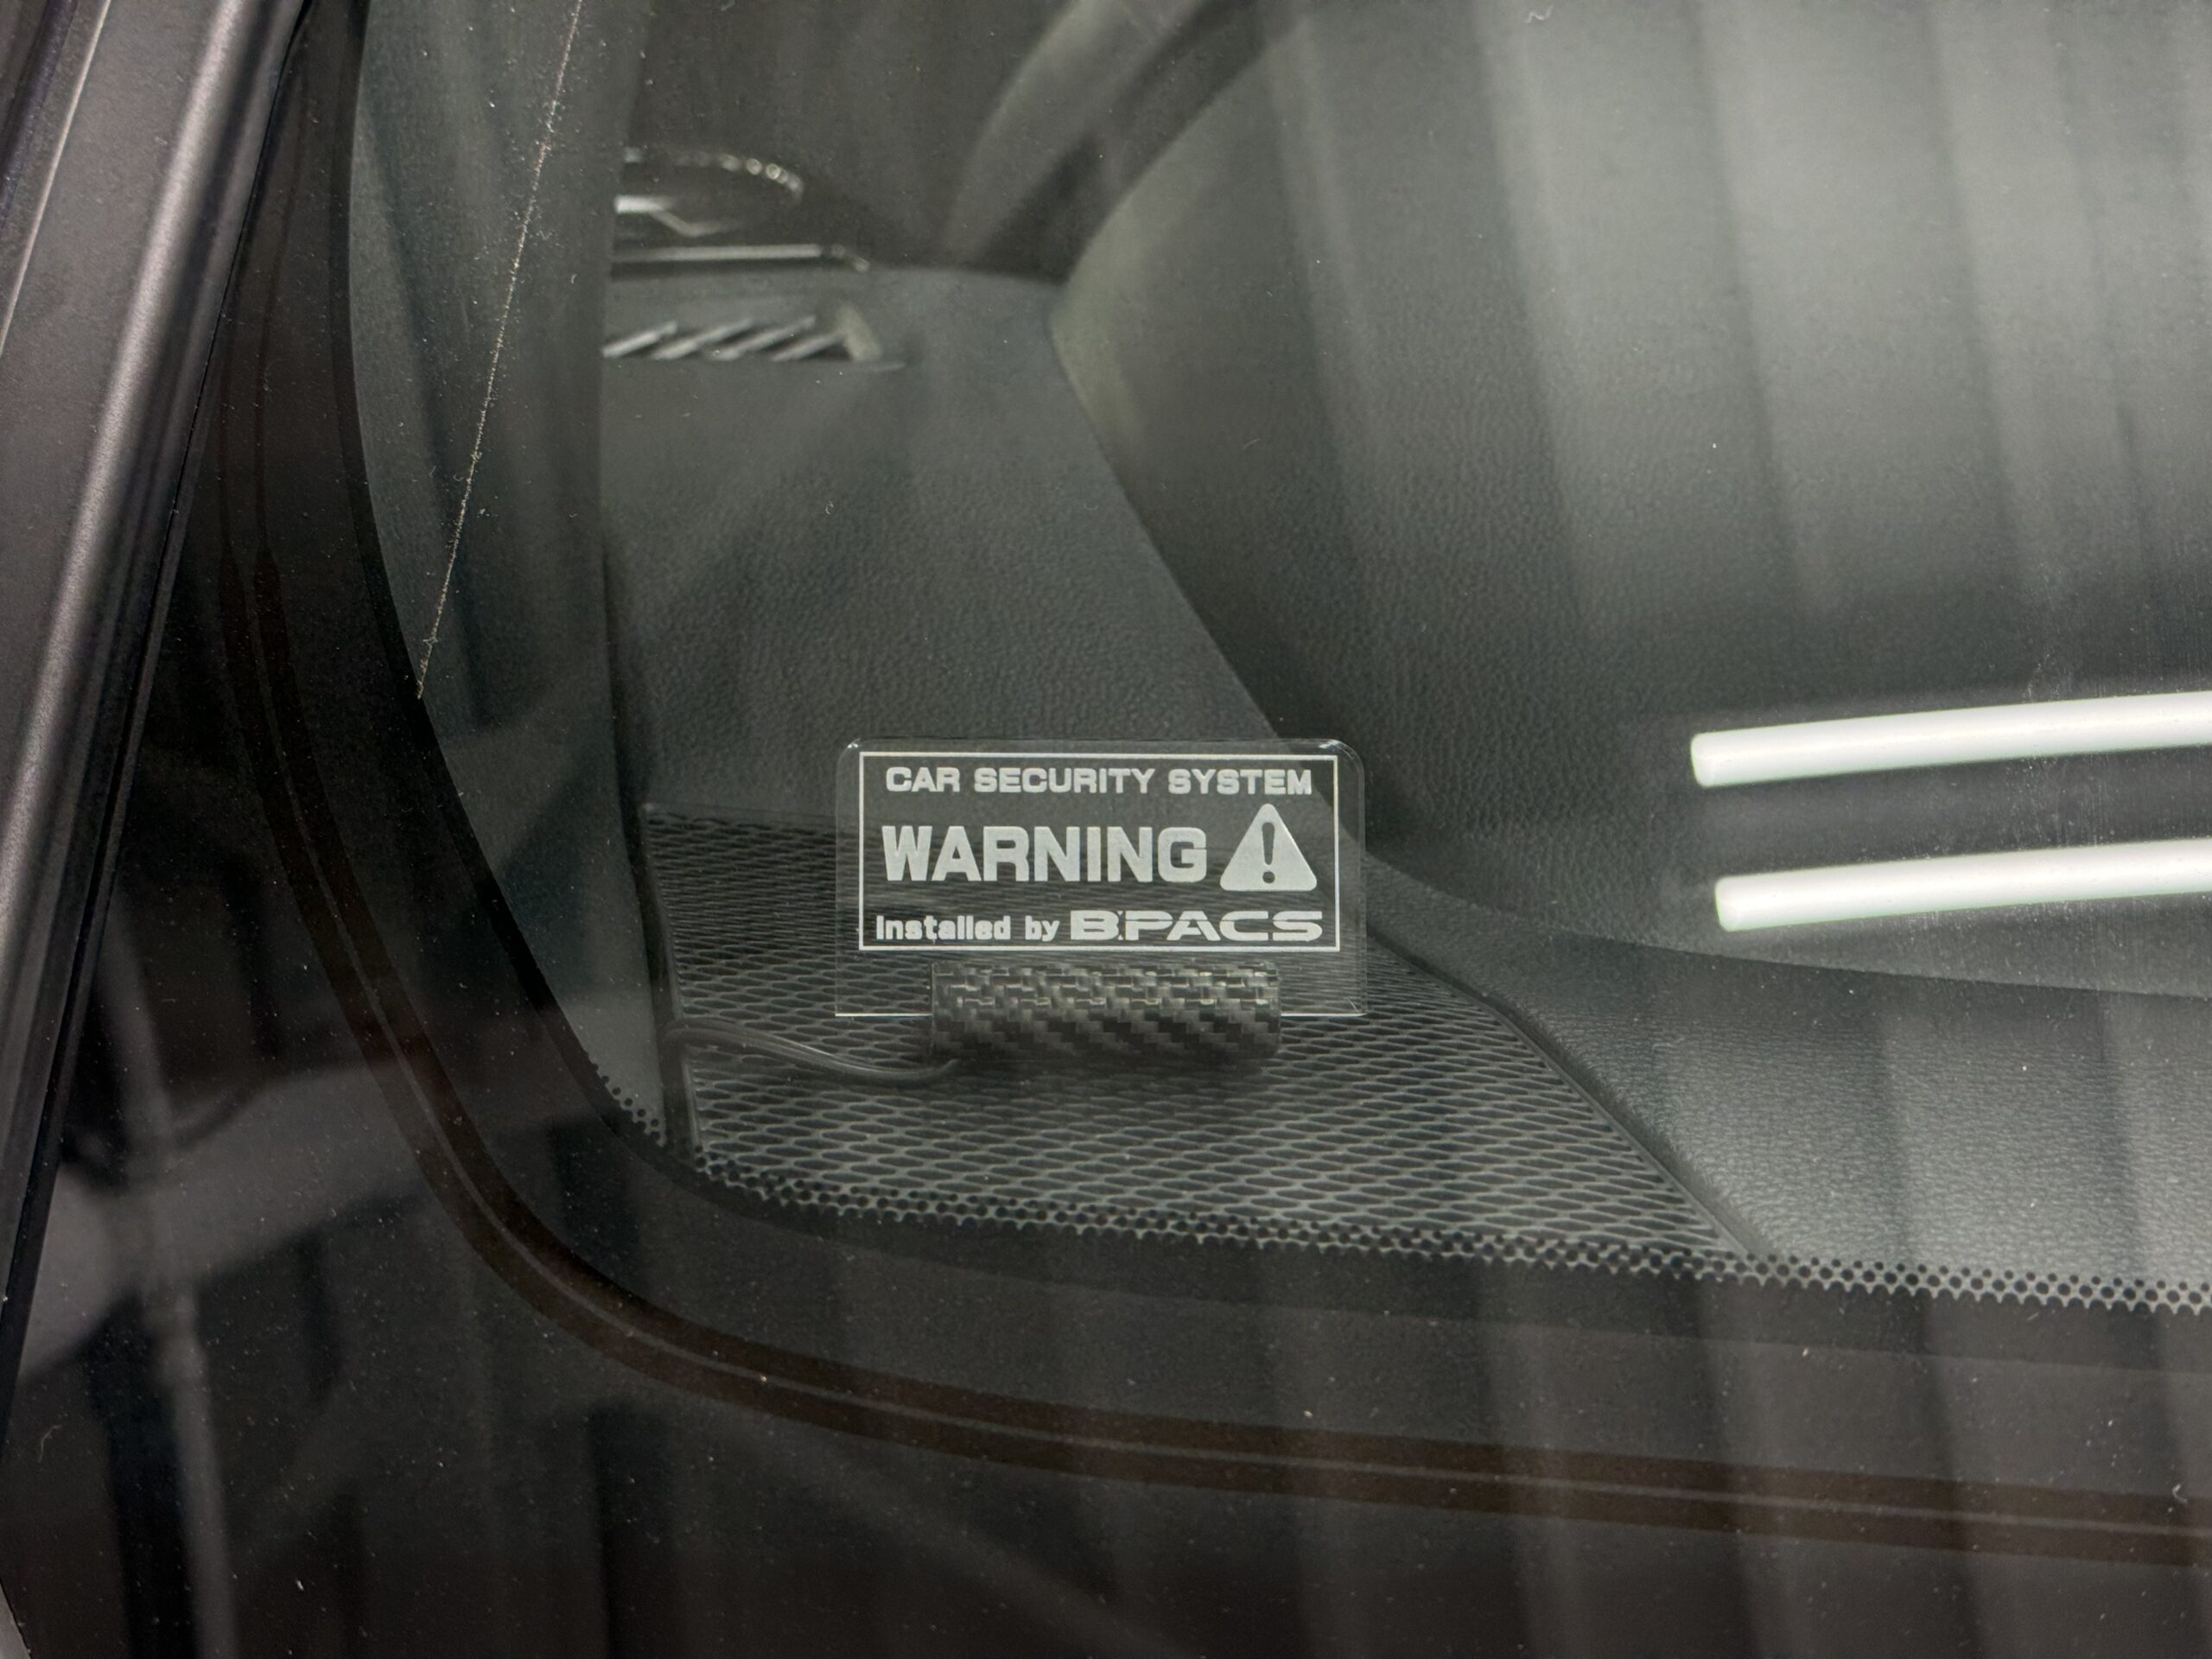 CAR SECURITY SYSTEM
WARNING
Installed by B:PACS